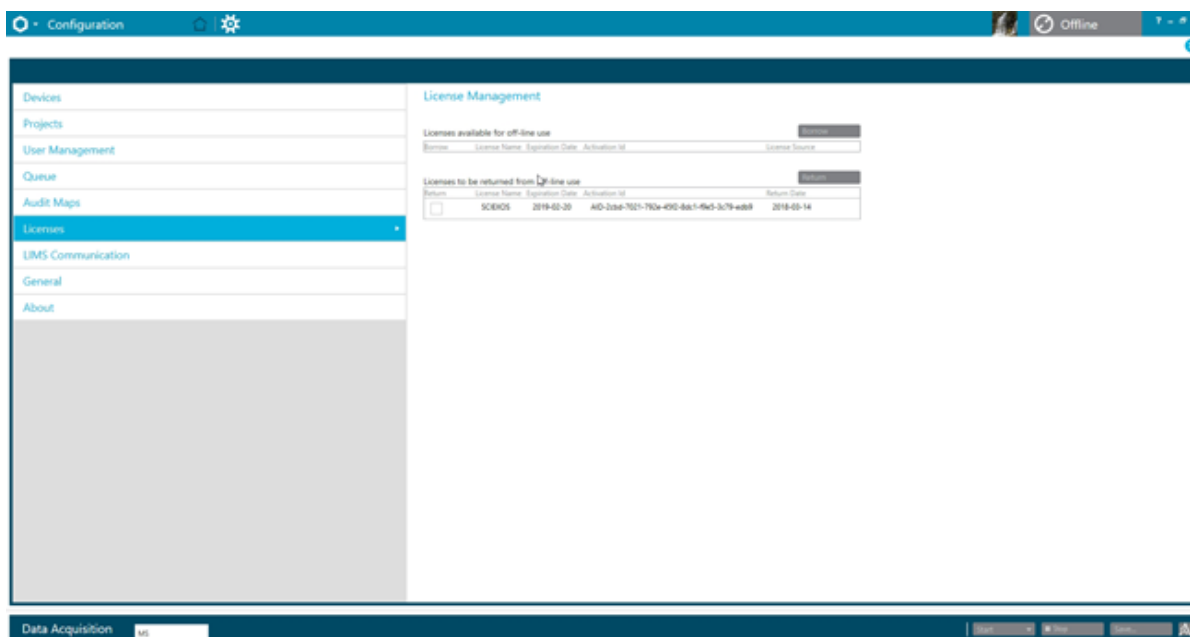 Configuration
Offline
?
Devices
Projects
User Management
Queue
Audit Maps
Licenses
LIMS Communication
General
About
License Management
Licenses available for off-line use
Borrow
Borrow License Name Expiration Date Activation Id License Source
Licenses to be returned from off-line use
Return
Return License Name Expiration Date Activation Id Return Date
SCIEXOS 2019-02-20 2018-03-14
Data Acquisition
MS
Start Stop Save...